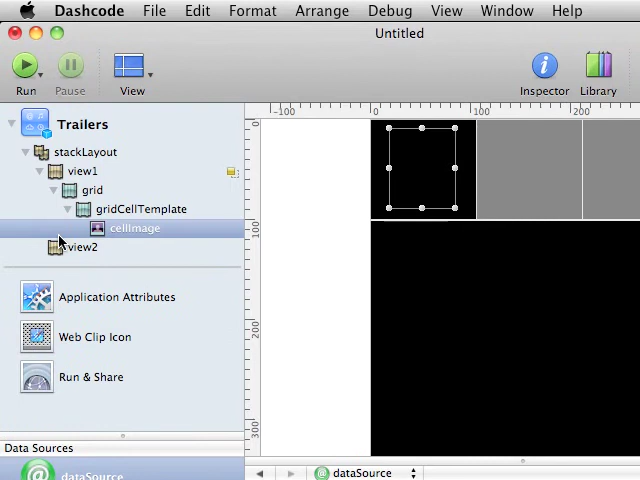 Dashcode File Edit Format Arrange Debug View Window Help
Untitled
Run Pause View Inspector Library
-100 0 100 200
0
100
200
300
Trailers
stackLayout
view1
grid
gridCellTemplate
cellImage
view2
Application Attributes
Web Clip Icon
Run & Share
Data Sources
dataSource
dataSource